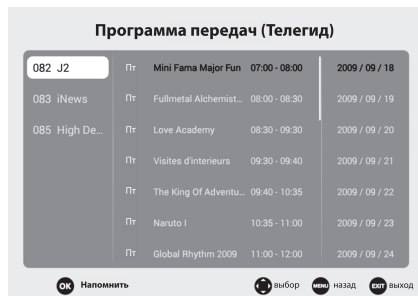 Программа передач (Телегид)
082 J2 Пт Mini Fama Major Fun 07:00 - 08:00 2009 / 09 / 18
083 iNews Пт Fullmetal Alchemist... 08:00 - 08:30 2009 / 09 / 19
085 High De... Пт Love Academy 08:30 - 09:30 2009 / 09 / 20
Пт Visites d'interieurs 09:30 - 09:40 2009 / 09 / 21
Пт The King Of Adventu... 09:40 - 10:35 2009 / 09 / 22
Пт Naruto I 10:35 - 11:00 2009 / 09 / 23
Пт Global Rhythm 2009 11:00 - 12:00 2009 / 09 / 24
OK Напомнить выбор MENU назад EXIT выход